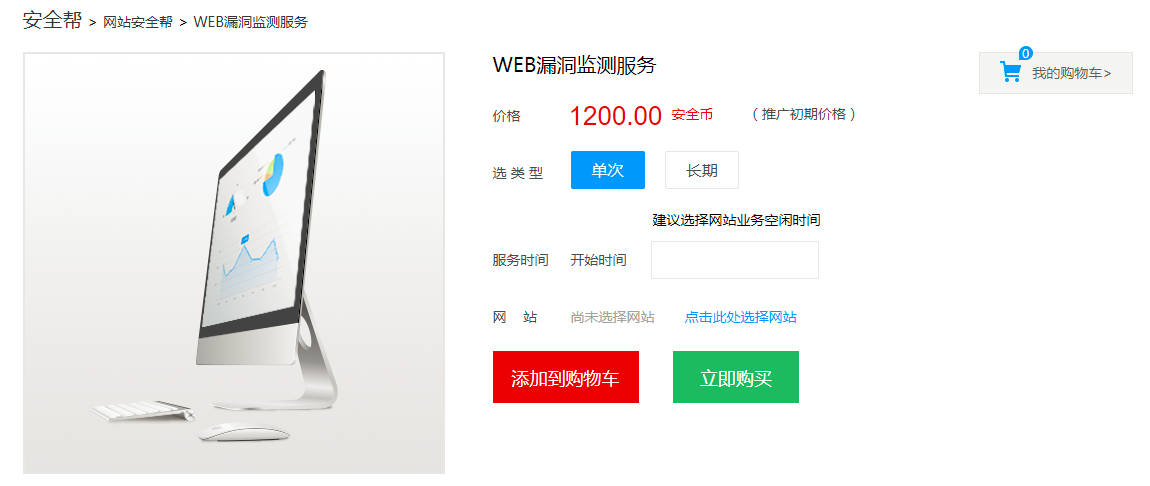 安全帮 > 网站安全帮 > WEB漏洞监测服务
WEB漏洞监测服务
0
我的购物车>
价格 1200.00 安全币 （推广初期价格）
选 类 型 单次 长期
建议选择网站业务空闲时间
服务时间 开始时间
网 站 尚未选择网站 点击此处选择网站
添加到购物车 立即购买